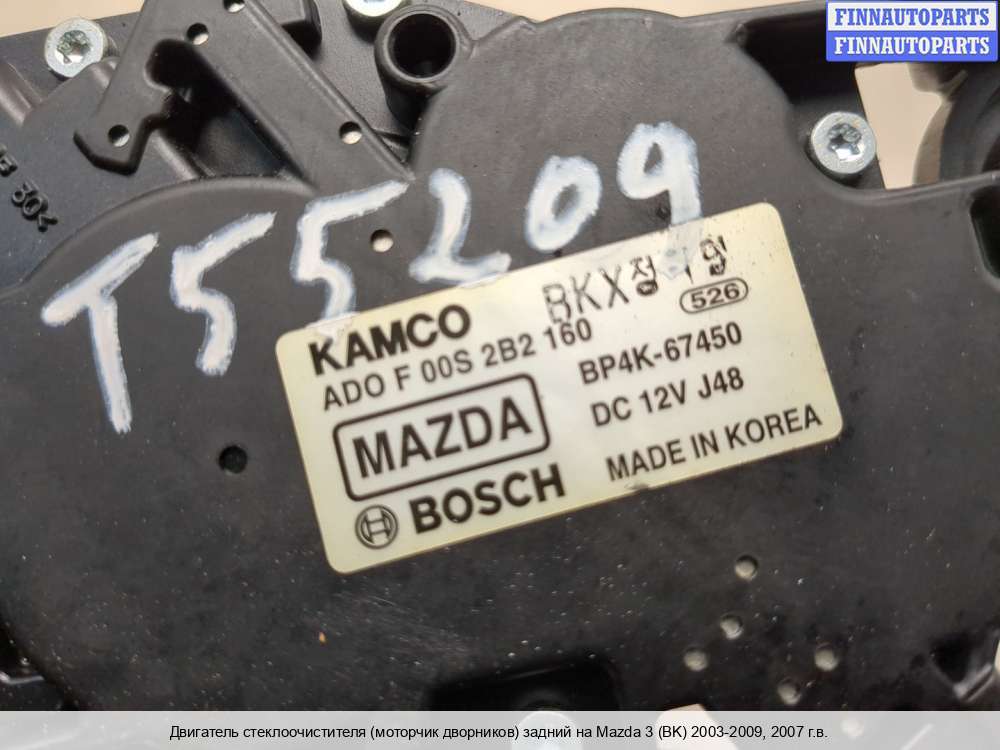 FINNAUTOPARTS
FINNAUTOPARTS
T55209
KAMCO
ADO F 00S 2B2 160
BKX
526
BP4K-67450
MAZDA
DC 12V J48
BOSCH
MADE IN KOREA
Двигатель стеклоочистителя (моторчик дворников) задний на Mazda 3 (BK) 2003-2009, 2007 г.в.